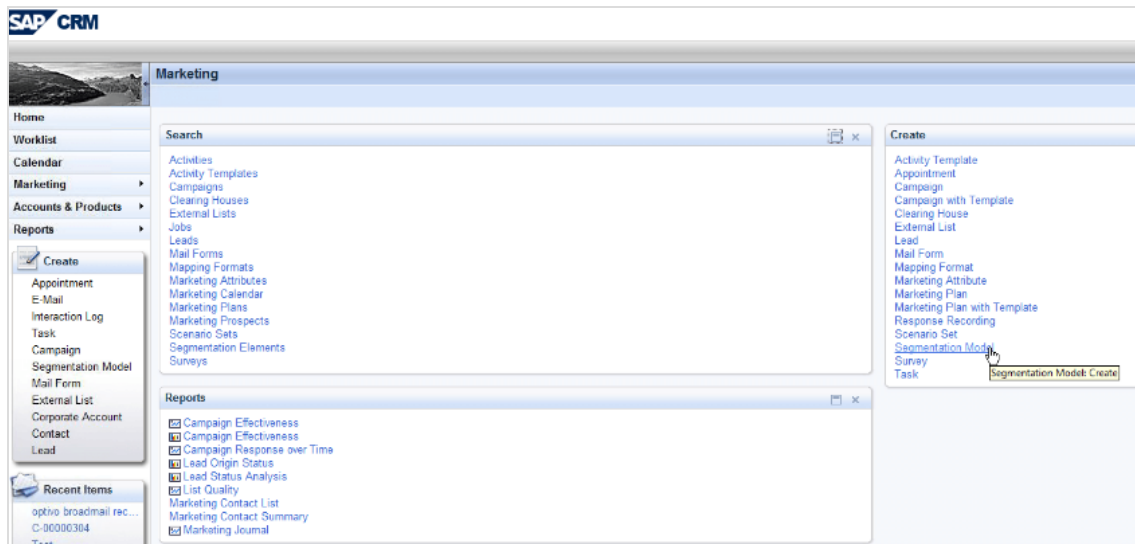 SAP CRM
Marketing
Home
Worklist
Calendar
Marketing
Accounts & Products
Reports
Create
Appointment
E-Mail
Interaction Log
Task
Campaign
Segmentation Model
Mail Form
External List
Corporate Account
Contact
Lead
Recent Items
optivo broadmail rec...
C-00000304
Test
Search
Activities
Activity Templates
Campaigns
Clearing Houses
External Lists
Jobs
Leads
Mail Forms
Mapping Formats
Marketing Attributes
Marketing Calendar
Marketing Plans
Marketing Prospects
Scenario Sets
Segmentation Elements
Surveys
Reports
Campaign Effectiveness
Campaign Effectiveness
Campaign Response over Time
Lead Origin Status
Lead Status Analysis
List Quality
Marketing Contact List
Marketing Contact Summary
Marketing Journal
Create
Activity Template
Appointment
Campaign
Campaign with Template
Clearing House
External List
Lead
Mail Form
Mapping Format
Marketing Attribute
Marketing Plan
Marketing Plan with Template
Response Recording
Scenario Set
Segmentation Model
Survey
Task
Segmentation Model: Create